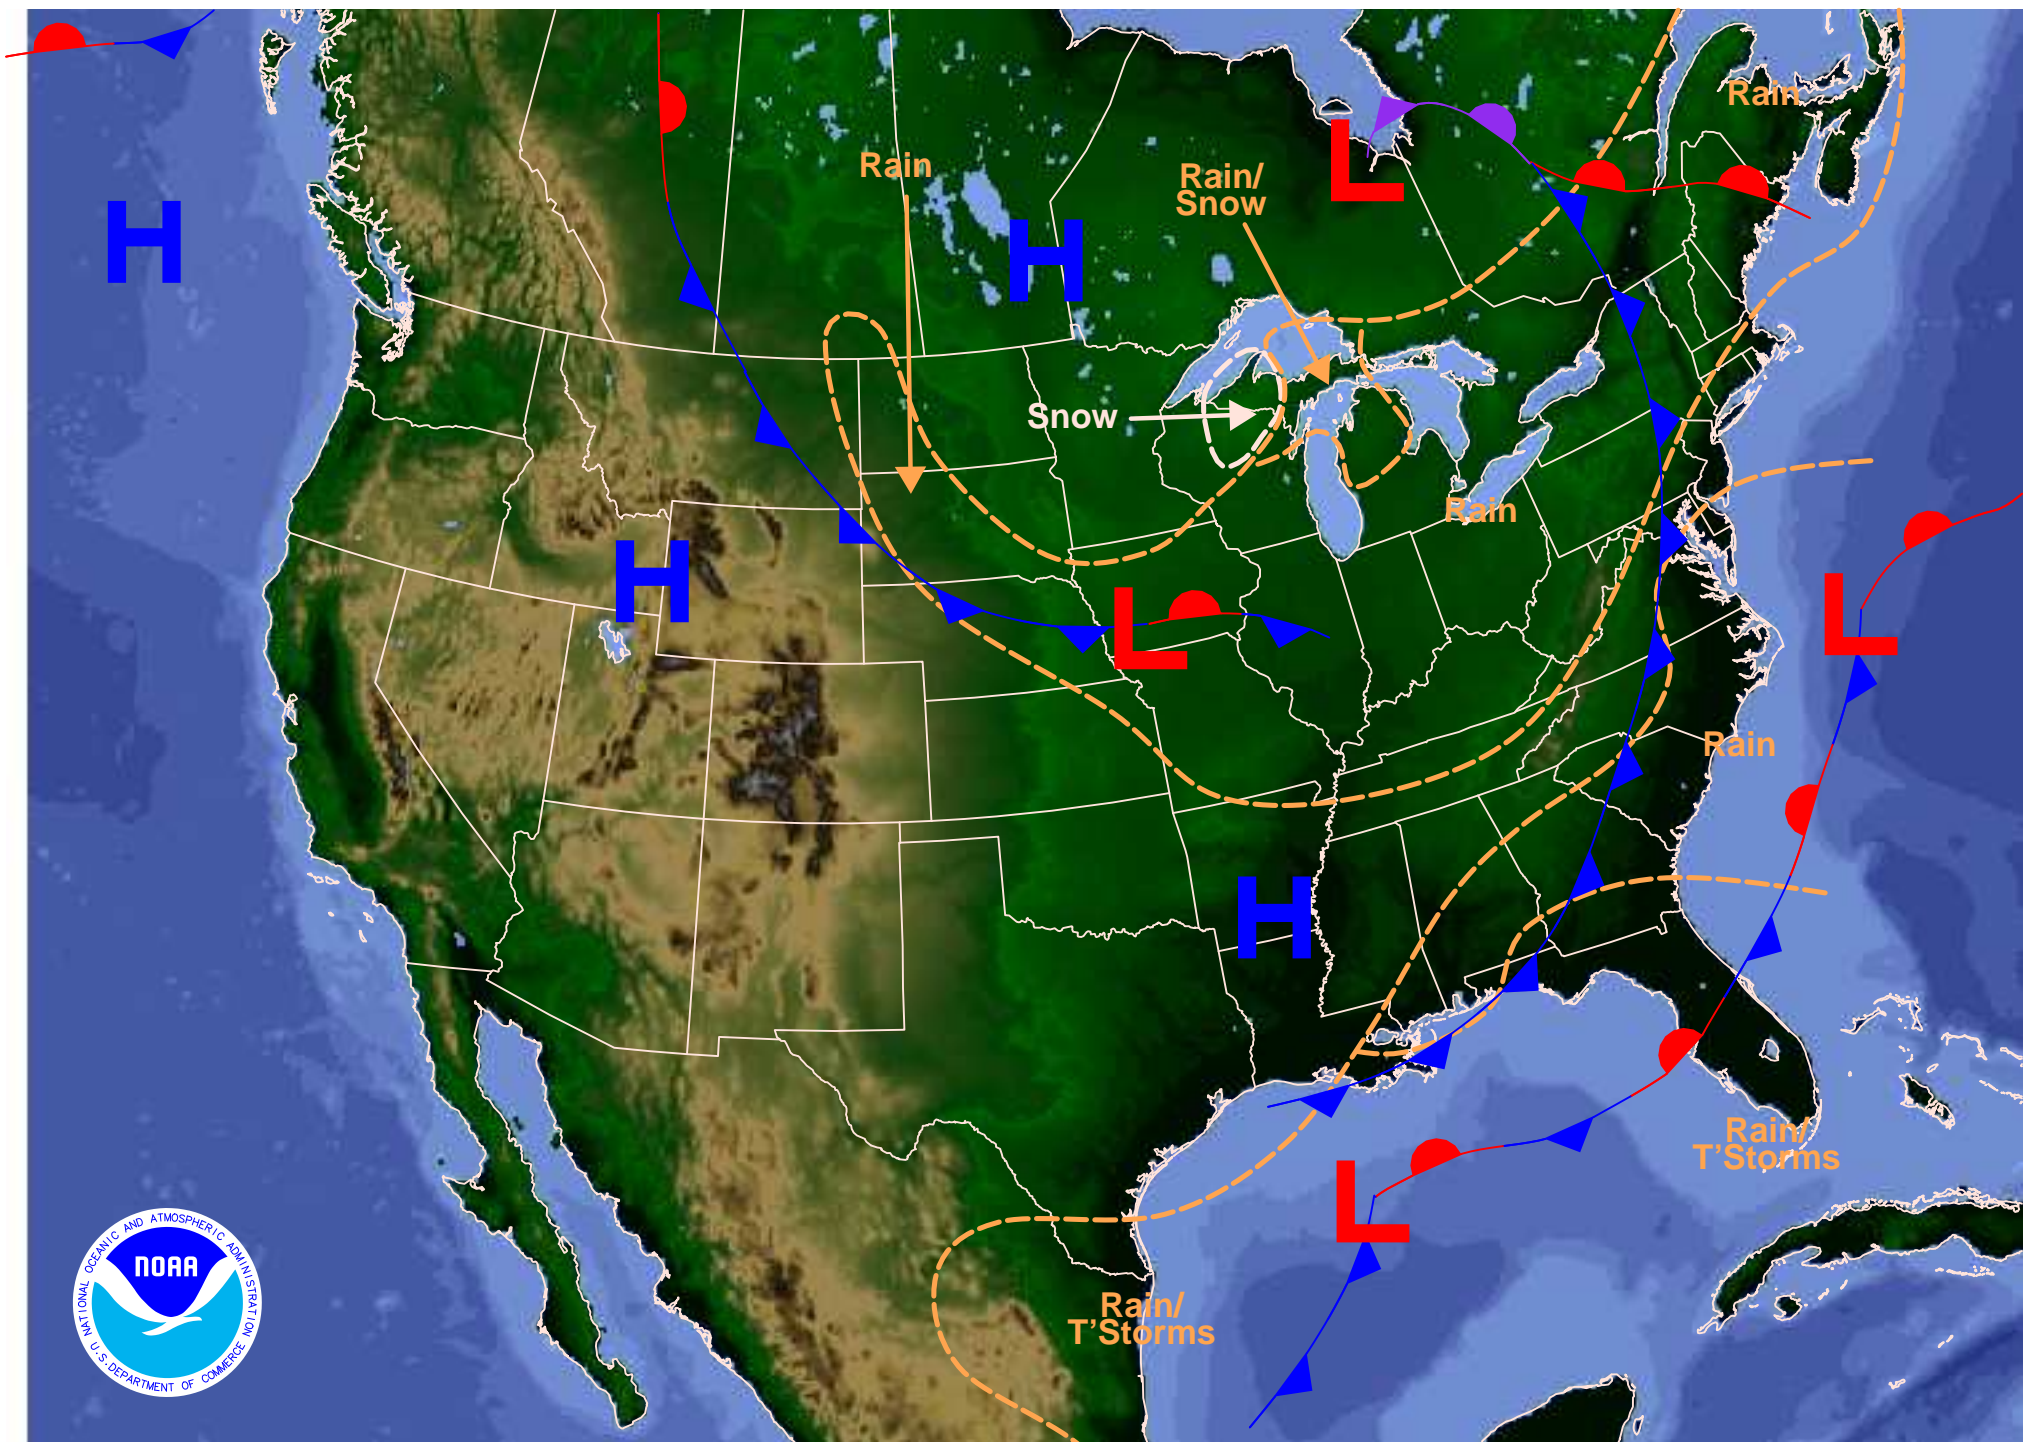 Rain
H
Rain
Rain/
Snow
L
H
Snow
Rain
H
L
L
Rain
H
Rain/
T'Storms
L
Rain/
T'Storms
NATIONAL OCEANIC AND ATMOSPHERIC ADMINISTRATION
NOAA
U.S. DEPARTMENT OF COMMERCE